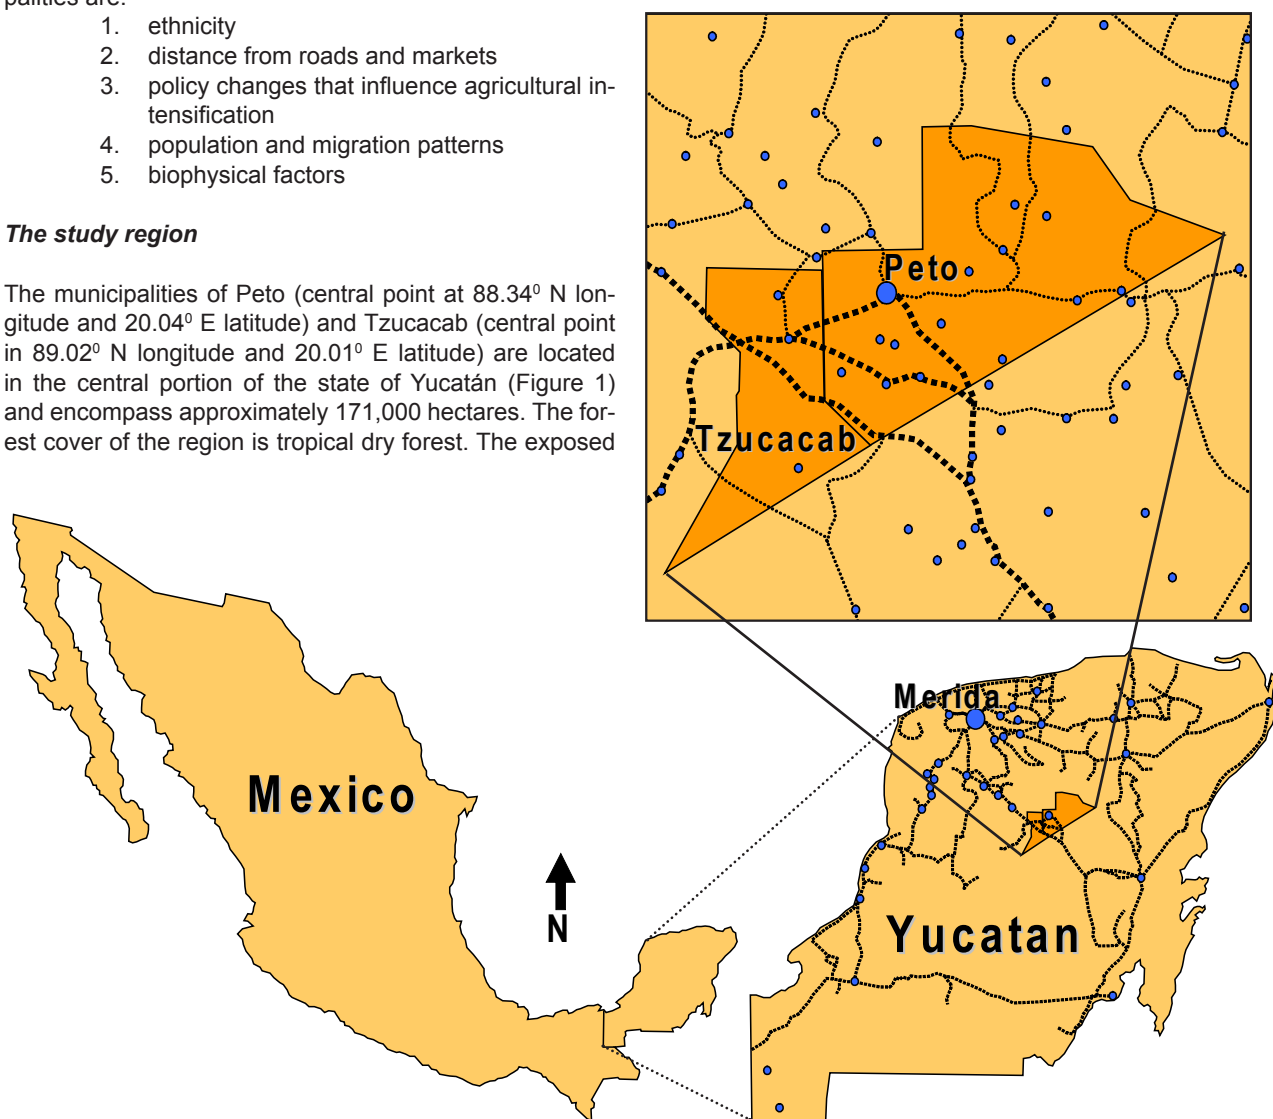 palities are:
1. ethnicity
2. distance from roads and markets
3. policy changes that influence agricultural in-
tensification
4. population and migration patterns
5. biophysical factors
The study region
The municipalities of Peto (central point at 88.34⁰ N lon-
gitude and 20.04⁰ E latitude) and Tzucacab (central point
in 89.02⁰ N longitude and 20.01⁰ E latitude) are located
in the central portion of the state of Yucatán (Figure 1)
and encompass approximately 171,000 hectares. The for-
est cover of the region is tropical dry forest. The exposed
Peto
Tzucacab
Merida
Mexico
N
Yucatan